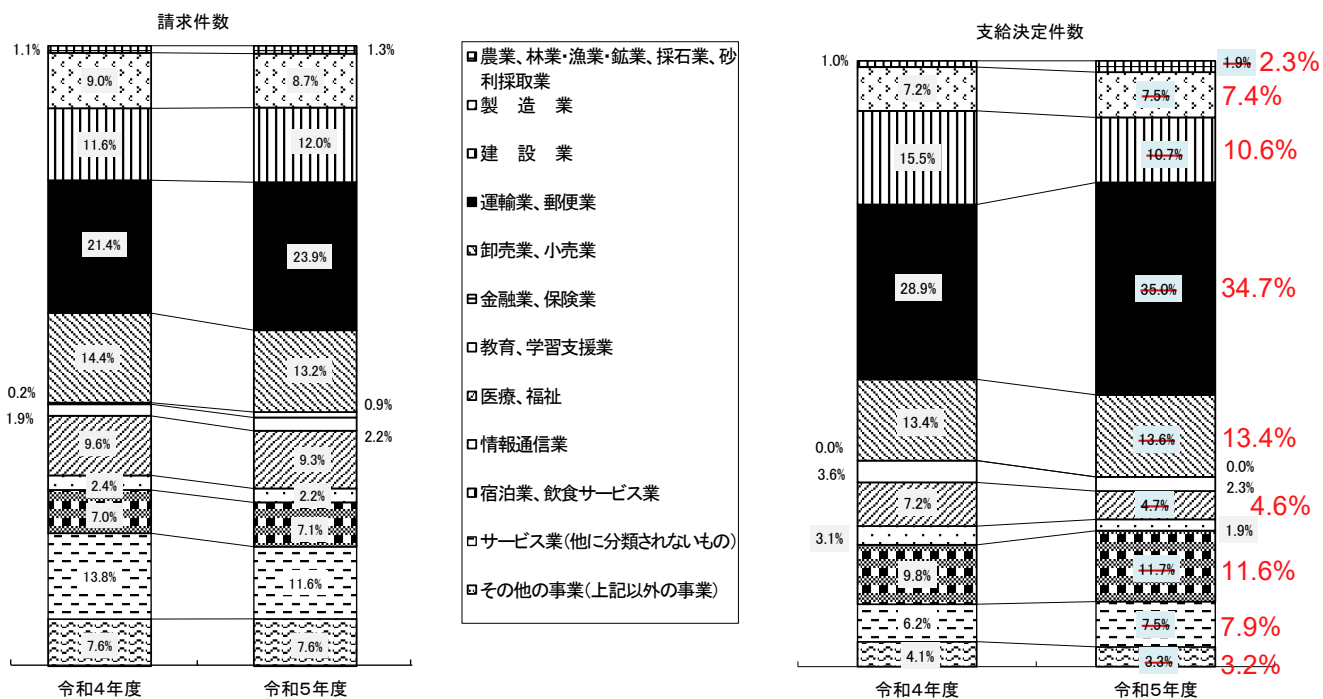 請求件数
1.1%
9.0%
11.6%
21.4%
14.4%
0.2%
1.9%
9.6%
2.4%
7.0%
13.8%
7.6%
令和4年度
1.3%
8.7%
12.0%
23.9%
13.2%
0.9%
2.2%
9.3%
2.2%
7.1%
11.6%
7.6%
令和5年度
農業、林業・漁業・鉱業、採石業、砂
利採取業
製 造 業
建 設 業
運輸業、郵便業
卸売業、小売業
金融業、保険業
教育、学習支援業
医療、福祉
情報通信業
宿泊業、飲食サービス業
サービス業(他に分類されないもの)
その他の事業(上記以外の事業)
支給決定件数
1.0%
7.2%
15.5%
28.9%
13.4%
0.0%
3.6%
7.2%
3.1%
9.8%
6.2%
4.1%
令和4年度
1.9% 2.3%
7.5% 7.4%
10.7% 10.6%
35.0% 34.7%
13.6% 13.4%
0.0%
2.3%
4.7% 4.6%
1.9%
11.7% 11.6%
7.5% 7.9%
3.3% 3.2%
令和5年度